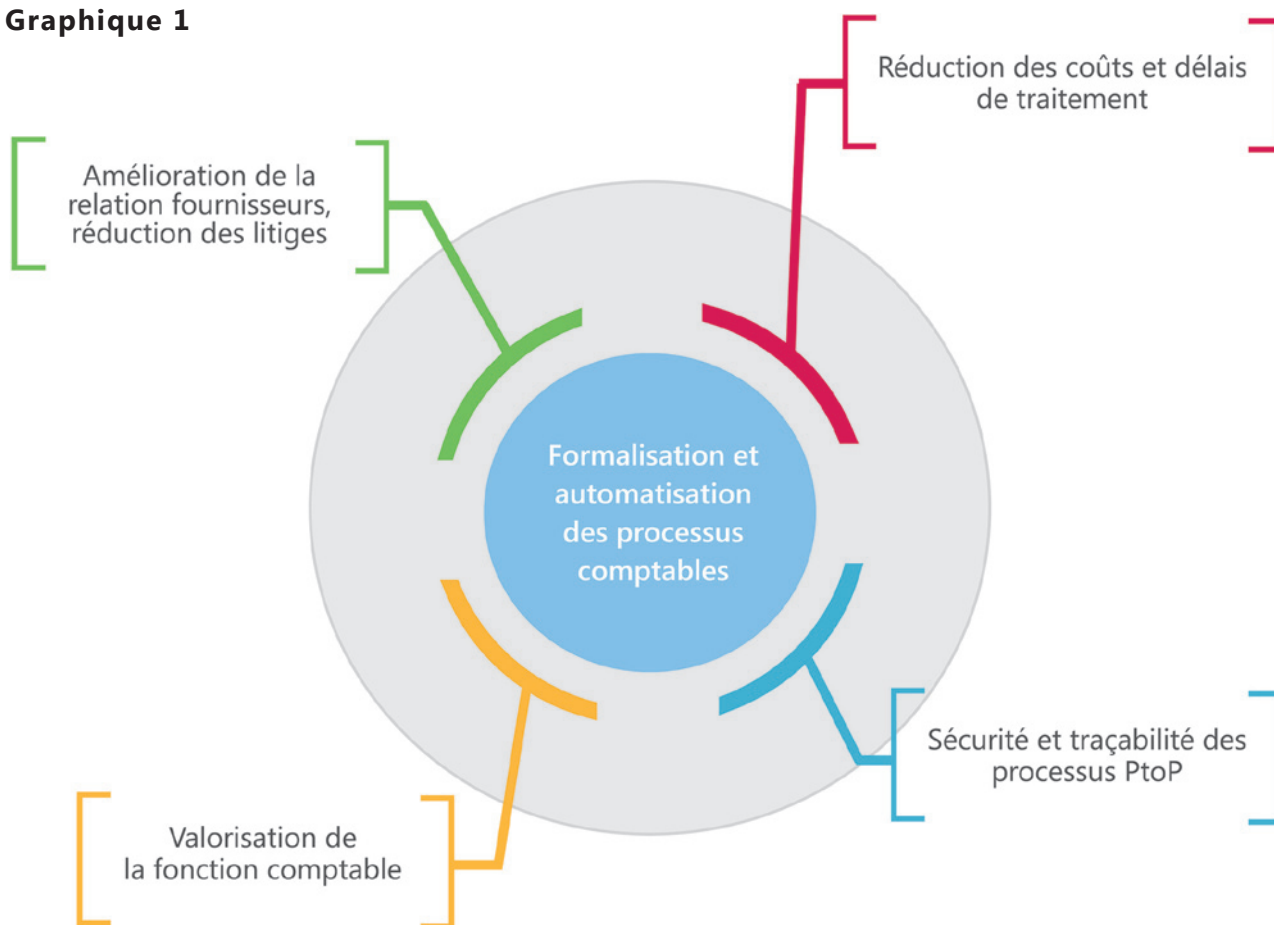 Graphique 1
Réduction des coûts et délais
de traitement
Amélioration de la
relation fournisseurs,
réduction des litiges
Formalisation et
automatisation
des processus
comptables
Sécurité et traçabilité des
processus PtoP
Valorisation de
la fonction comptable